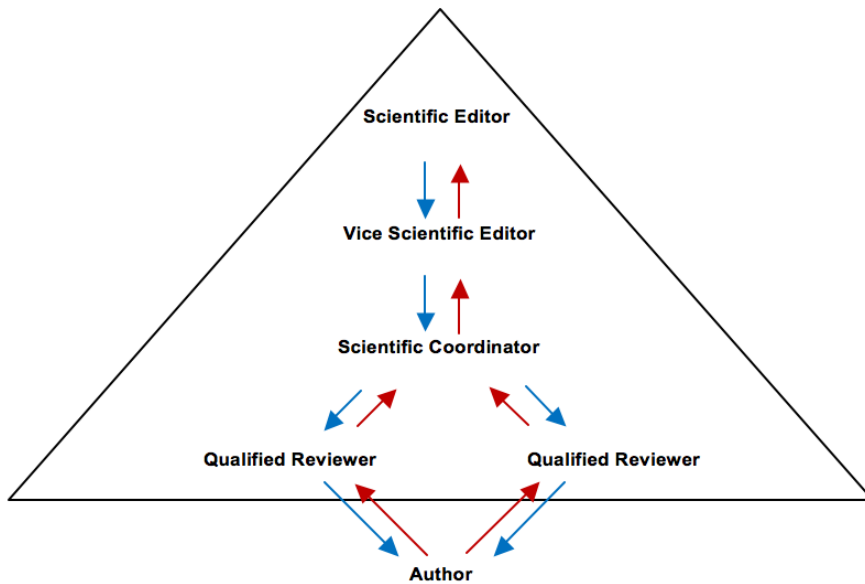 Scientific Editor
Vice Scientific Editor
Scientific Coordinator
Qualified Reviewer
Qualified Reviewer
Author